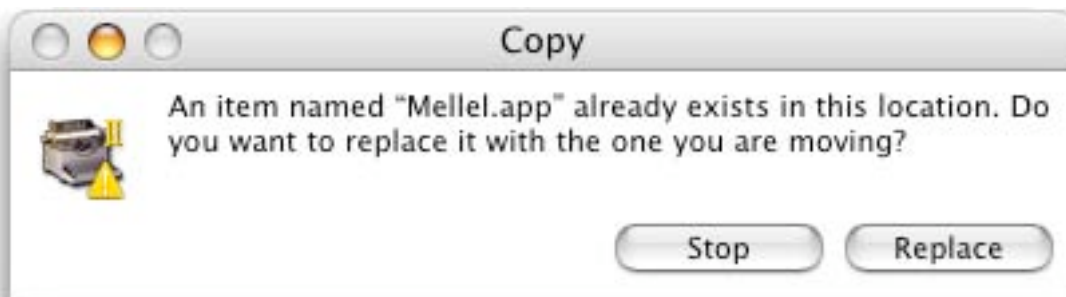 Copy
An item named “Mellel.app” already exists in this location. Do
you want to replace it with the one you are moving?
Stop
Replace